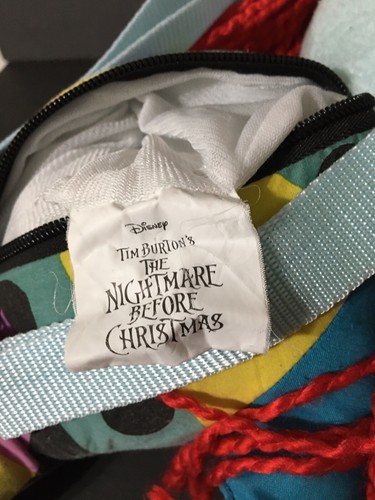 Disney
TIM BURTON'S
THE
NIGHTMARE
BEFORE
CHRISTMAS